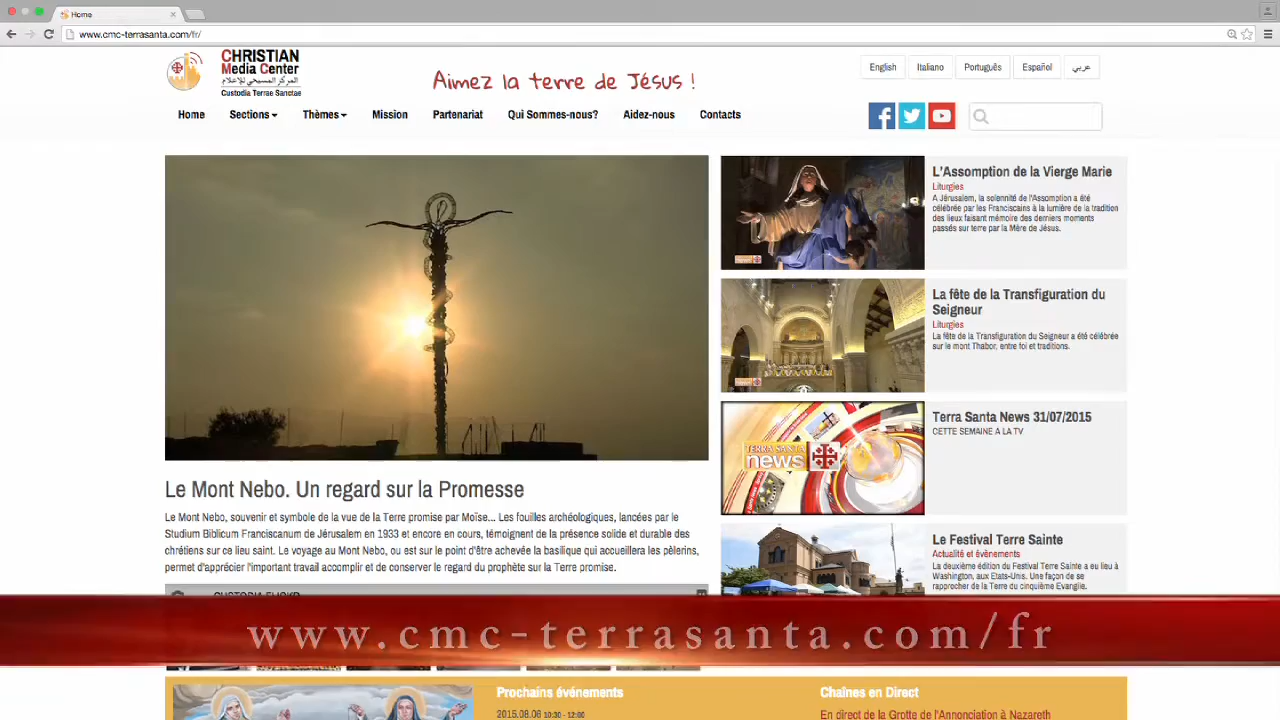 Home
www.cmc-terrasanta.com/fr/
CHRISTIAN
Media Center
المركز المسيحي للإعلام
Custodia Terrae Sanctae
Aimez la terre de Jésus !
English
Italiano
Português
Español
عربي
Home
Sections
Thèmes
Mission
Partenariat
Qui Sommes-nous?
Aidez-nous
Contacts
Le Mont Nebo. Un regard sur la Promesse
Le Mont Nebo, souvenir et symbole de la vue de la Terre promise par Moïse... Les fouilles archéologiques, lancées par le
Studium Biblicum Franciscanum de Jérusalem en 1933 et encore en cours, témoignent de la présence solide et durable des
chrétiens sur ce lieu saint. Le voyage au Mont Nebo, ou est sur le point d'être achevée la basilique qui accueillera les pèlerins,
permet d'apprécier l'important travail accomplir et de conserver le regard du prophète sur la Terre promise.
L'Assomption de la Vierge Marie
Liturgies
A Jérusalem, la solennité de l'Assomption a été
célébrée par les Franciscains à la lumière de la tradition
des lieux faisant mémoire des derniers moments
passés sur terre par la Mère de Jésus.
La fête de la Transfiguration du
Seigneur
Liturgies
La fête de la Transfiguration du Seigneur a été célébrée
sur le mont Thabor, entre foi et traditions.
TERRA SANTA
news
Terra Santa News 31/07/2015
CETTE SEMAINE A LA TV
Le Festival Terre Sainte
Actualité et évènements
La deuxième édition du Festival Terre Sainte a eu lieu à
Washington, aux Etats-Unis. Une façon de se
rapprocher de la Terre du cinquième Evangile.
CUSTODIA FLICKR
www.cmc-terrasanta.com/fr
Prochains événements
2015.08.06 10:30 - 12:00
Chaînes en Direct
En direct de la Grotte de l'Annonciation à Nazareth